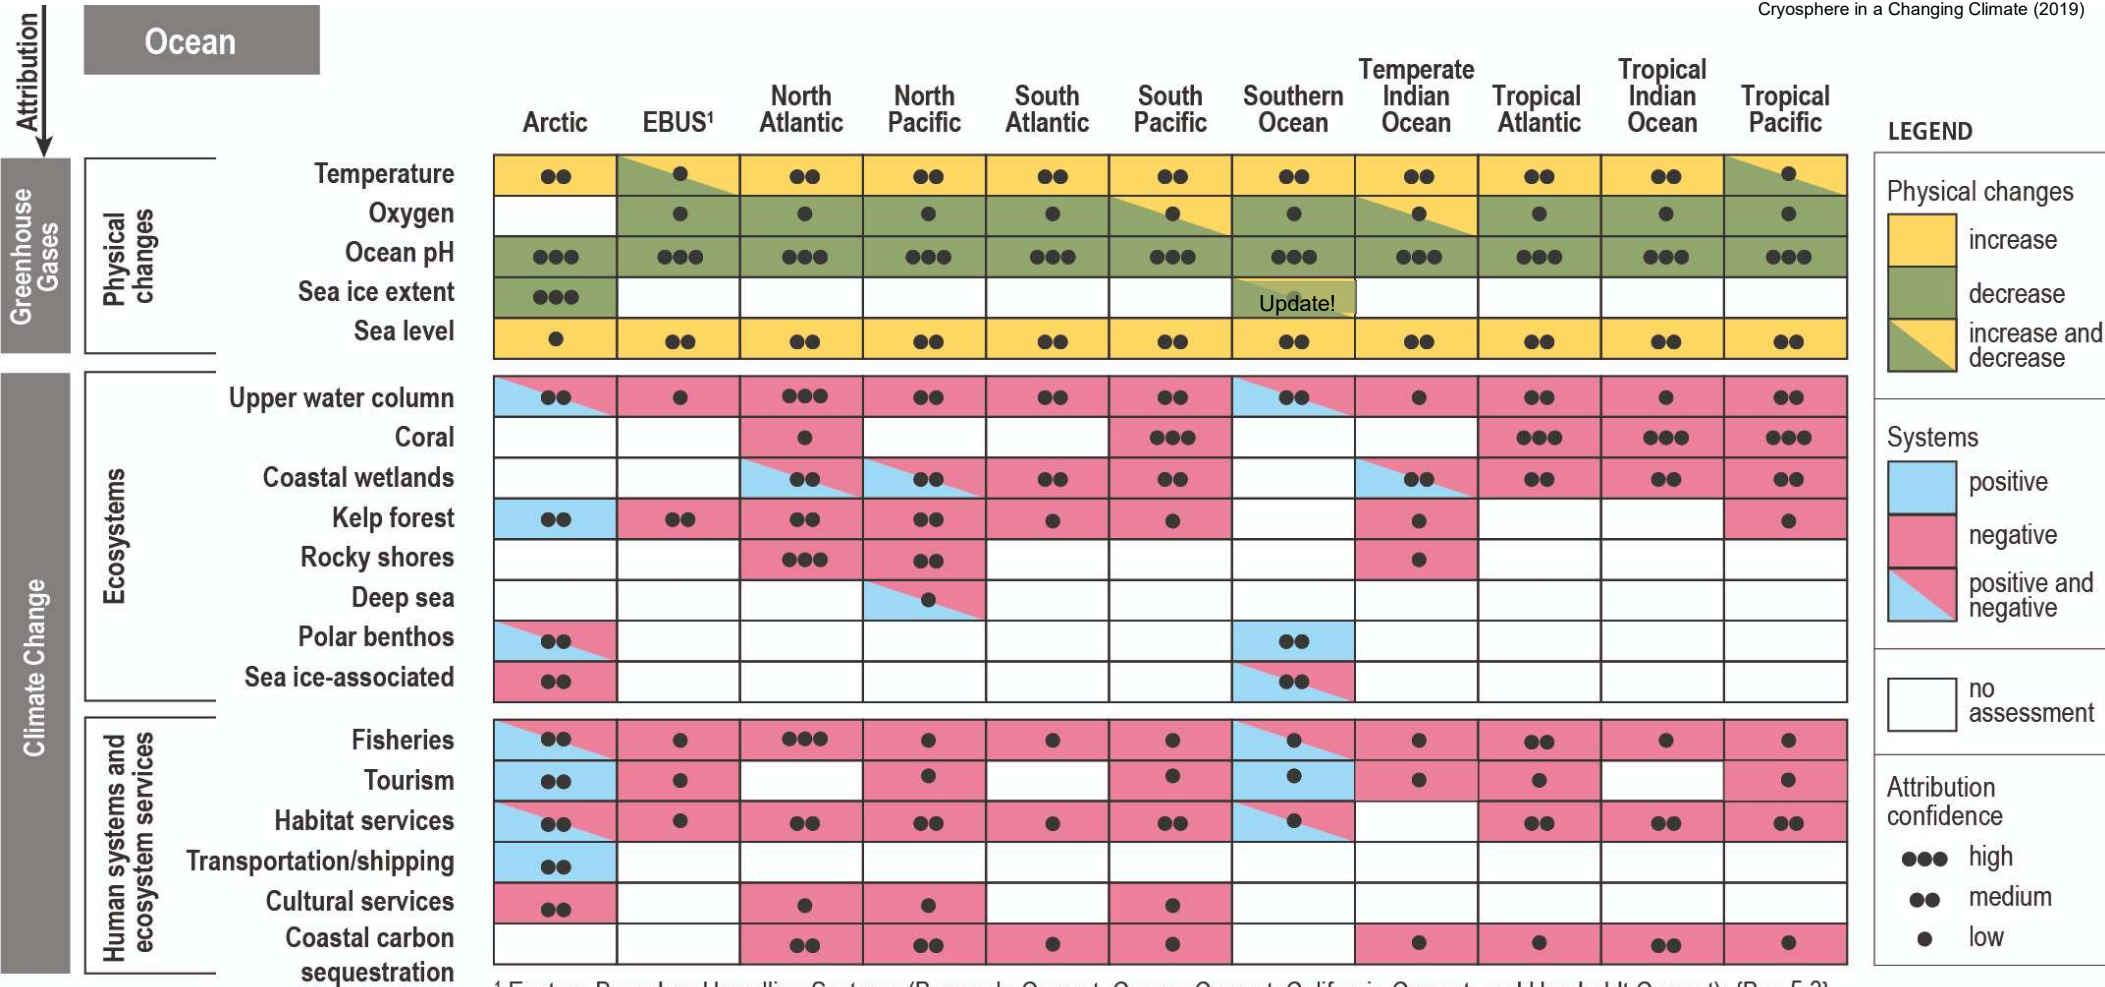 Cryosphere in a Changing Climate (2019)
Attribution
Ocean
Arctic
EBUS¹
North
Atlantic
North
Pacific
South
Atlantic
South
Pacific
Southern
Ocean
Temperate
Indian
Ocean
Tropical
Atlantic
Tropical
Indian
Ocean
Tropical
Pacific
Greenhouse
Gases
Physical
changes
Temperature
Oxygen
Ocean pH
Sea ice extent
Update!
Sea level
Climate Change
Ecosystems
Upper water column
Coral
Coastal wetlands
Kelp forest
Rocky shores
Deep sea
Polar benthos
Sea ice-associated
Human systems and
ecosystem services
Fisheries
Tourism
Habitat services
Transportation/shipping
Cultural services
Coastal carbon
sequestration
LEGEND
Physical changes
increase
decrease
increase and
decrease
Systems
positive
negative
positive and
negative
no
assessment
Attribution
confidence
high
medium
low